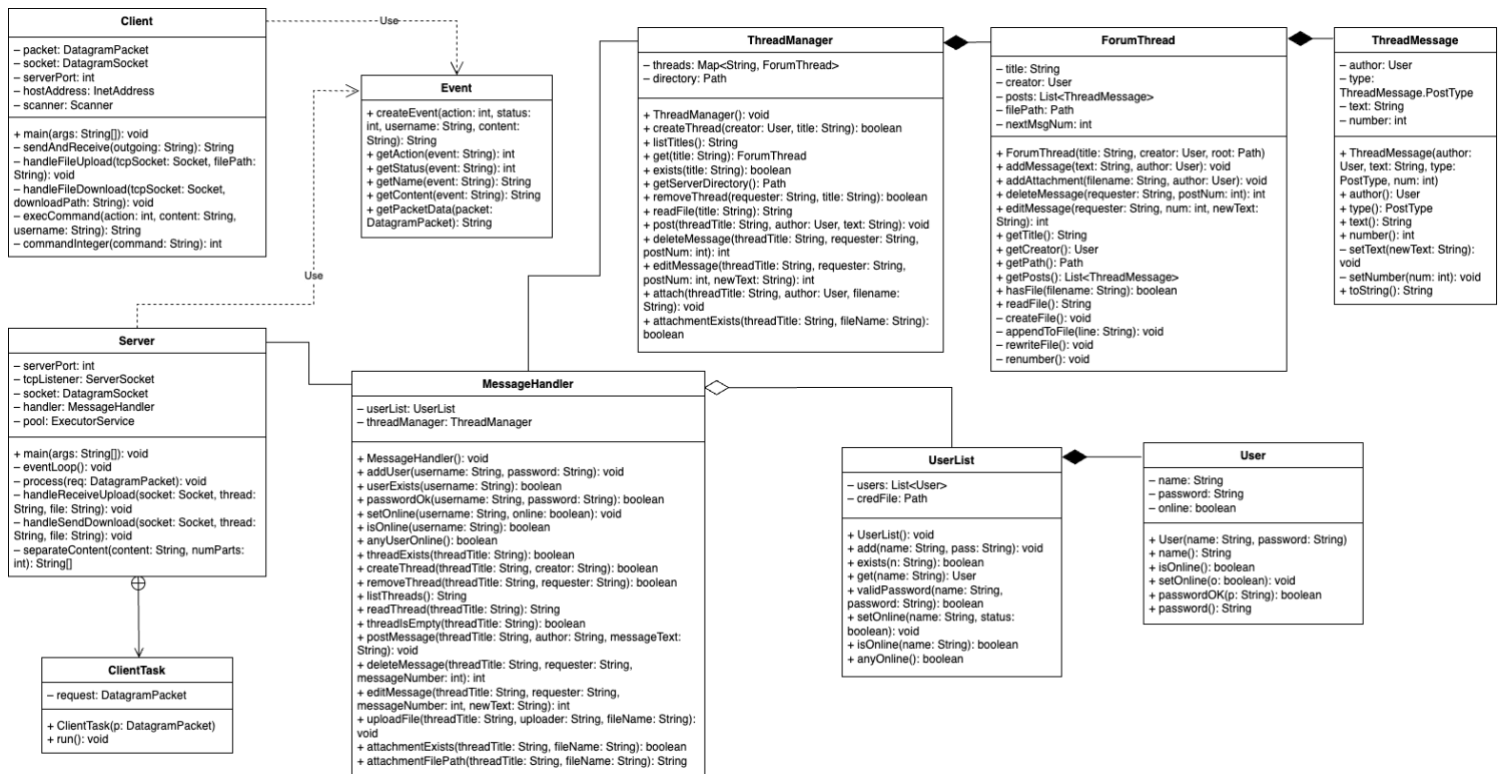 Client
– packet: DatagramPacket
– socket: DatagramSocket
– serverPort: int
– hostAddress: InetAddress
– scanner: Scanner
+ main(args: String[]): void
– sendAndReceive(outgoing: String): String
– handleFileUpload(tcpSocket: Socket, filePath:
String): void
– handleFileDownload(tcpSocket: Socket,
downloadPath: String): void
– execCommand(action: int, content: String,
username: String): String
– commandInteger(command: String): int
Use
Event
+ createEvent(action: int, status:
int, username: String, content:
String): String
+ getAction(event: String): int
+ getStatus(event: String): int
+ getName(event: String): String
+ getContent(event: String): String
+ getPacketData(packet:
DatagramPacket): String
Use
ThreadManager
– threads: Map<String, ForumThread>
– directory: Path
+ ThreadManager(): void
+ createThread(creator: User, title: String): boolean
+ listTitles(): String
+ get(title: String): ForumThread
+ exists(title: String): boolean
+ getServerDirectory(): Path
+ removeThread(requester: String, title: String): boolean
+ readFile(title: String): String
+ post(threadTitle: String, author: User, text: String): void
+ deleteMessage(threadTitle: String, requester: String,
postNum: int): int
+ editMessage(threadTitle: String, requester: String,
postNum: int, newText: String): int
+ attach(threadTitle: String, author: User, filename:
String): void
+ attachmentExists(threadTitle: String, fileName: String):
boolean
ForumThread
– title: String
– creator: User
– posts: List<ThreadMessage>
– filePath: Path
– nextMsgNum: int
+ ForumThread(title: String, creator: User, root: Path)
+ addMessage(text: String, author: User): void
+ addAttachment(filename: String, author: User): void
+ deleteMessage(requester: String, postNum: int): int
+ editMessage(requester: String, num: int, newText:
String): int
+ getTitle(): String
+ getCreator(): User
+ getPath(): Path
+ getPosts(): List<ThreadMessage>
+ hasFile(filename: String): boolean
+ readFile(): String
– createFile(): void
– appendToFile(line: String): void
– rewriteFile(): void
– renumber(): void
ThreadMessage
– author: User
– type:
ThreadMessage.PostType
– text: String
– number: int
+ ThreadMessage(author:
User, text: String, type:
PostType, num: int)
+ author(): User
+ type(): PostType
+ text(): String
+ number(): int
– setText(newText: String):
void
– setNumber(num: int): void
+ toString(): String
Server
– serverPort: int
– tcpListener: ServerSocket
– socket: DatagramSocket
– handler: MessageHandler
– pool: ExecutorService
+ main(args: String[]): void
– eventLoop(): void
– process(req: DatagramPacket): void
– handleReceiveUpload(socket: Socket, thread:
String, file: String): void
– handleSendDownload(socket: Socket, thread:
String, file: String): void
– separateContent(content: String, numParts:
int): String[]
ClientTask
– request: DatagramPacket
+ ClientTask(p: DatagramPacket)
+ run(): void
MessageHandler
– userList: UserList
– threadManager: ThreadManager
+ MessageHandler(): void
+ addUser(username: String, password: String): void
+ userExists(username: String): boolean
+ passwordOk(username: String, password: String): boolean
+ setOnline(username: String, online: boolean): void
+ isOnline(username: String): boolean
+ anyUserOnline(): boolean
+ threadExists(threadTitle: String): boolean
+ createThread(threadTitle: String, creator: String): boolean
+ removeThread(threadTitle: String, requester: String): boolean
+ listThreads(): String
+ readThread(threadTitle: String): String
+ threadIsEmpty(threadTitle: String): boolean
+ postMessage(threadTitle: String, author: String, messageText:
String): void
+ deleteMessage(threadTitle: String, requester: String,
messageNumber: int): int
+ editMessage(threadTitle: String, requester: String,
messageNumber: int, newText: String): int
+ uploadFile(threadTitle: String, uploader: String, fileName: String):
void
+ attachmentExists(threadTitle: String, fileName: String): boolean
+ attachmentFilePath(threadTitle: String, fileName: String): String
UserList
– users: List<User>
– credFile: Path
+ UserList(): void
+ add(name: String, pass: String): void
+ exists(n: String): boolean
+ get(name: String): User
+ validPassword(name: String,
password: String): boolean
+ setOnline(name: String, status:
boolean): void
+ isOnline(name: String): boolean
+ anyOnline(): boolean
User
– name: String
– password: String
– online: boolean
+ User(name: String, password: String)
+ name(): String
+ isOnline(): boolean
+ setOnline(o: boolean): void
+ passwordOK(p: String): boolean
+ password(): String